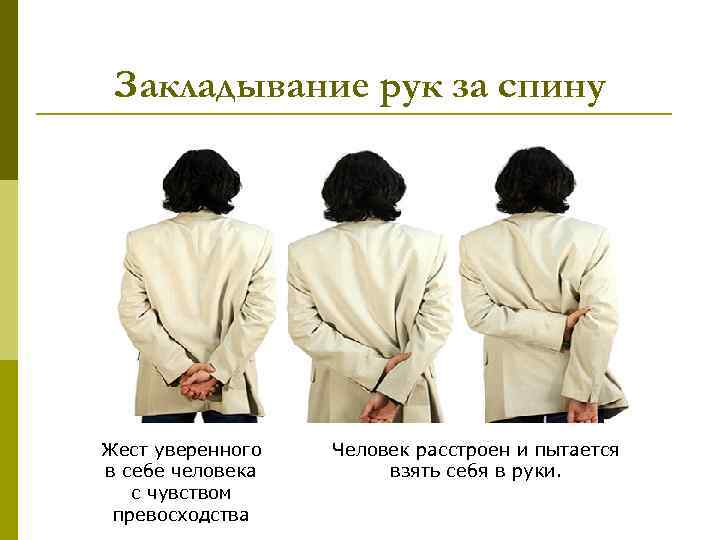 Закладывание рук за спину
Жест уверенного
в себе человека
с чувством
превосходства
Человек расстроен и пытается
взять себя в руки.